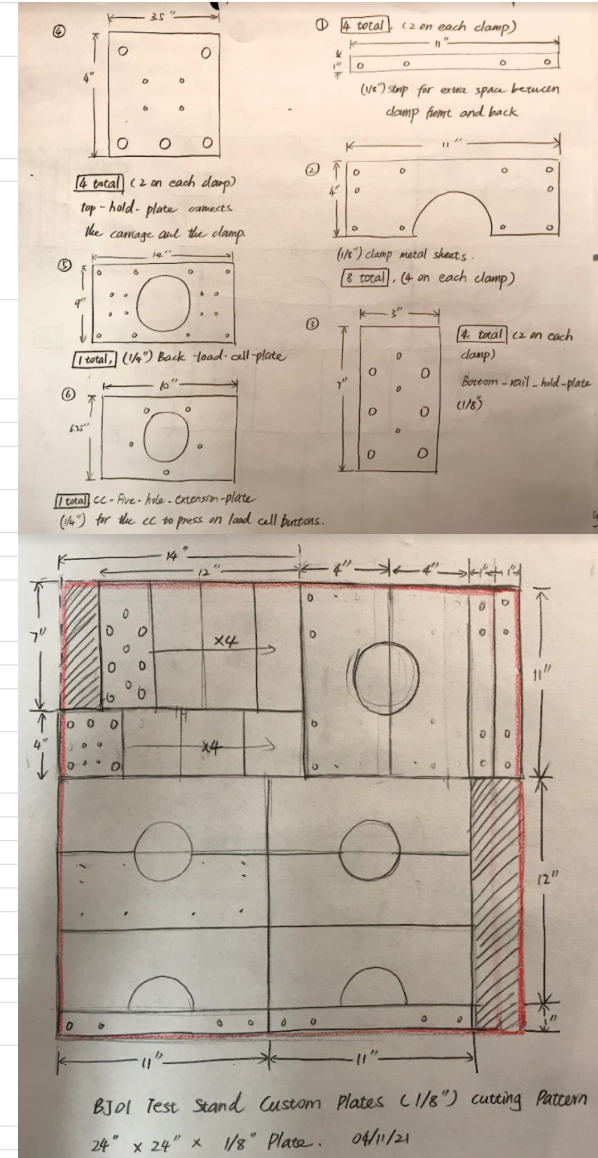 ④
3.5"
4"
4 total (2 on each clamp)
top-hold-plate connects
the carriage and the clamp.
① 4 total, (2 on each clamp)
11"
1"
(1/8") strip for extra space between
clamp front and back
②
11"
4"
(1/8") clamp metal sheets.
8 total, (4 on each clamp)
⑤
14"
9"
1 total, (1/4") Back-load-cell-plate
③
3"
7"
4 total (2 on each
clamp)
Bottom-rail-hold-plate
(1/8")
⑥
10"
6.25"
1 total CC-Five-hole-extension-plate
(1/4") for the CC to press on load cell buttons.
14"
12"
4"
4"
1"
1"
7"
x4
11"
4"
x4
12"
1"
11"
11"
BJ01 Test Stand Custom Plates (1/8") cutting Pattern
24" x 24" x 1/8" Plate. 04/11/21